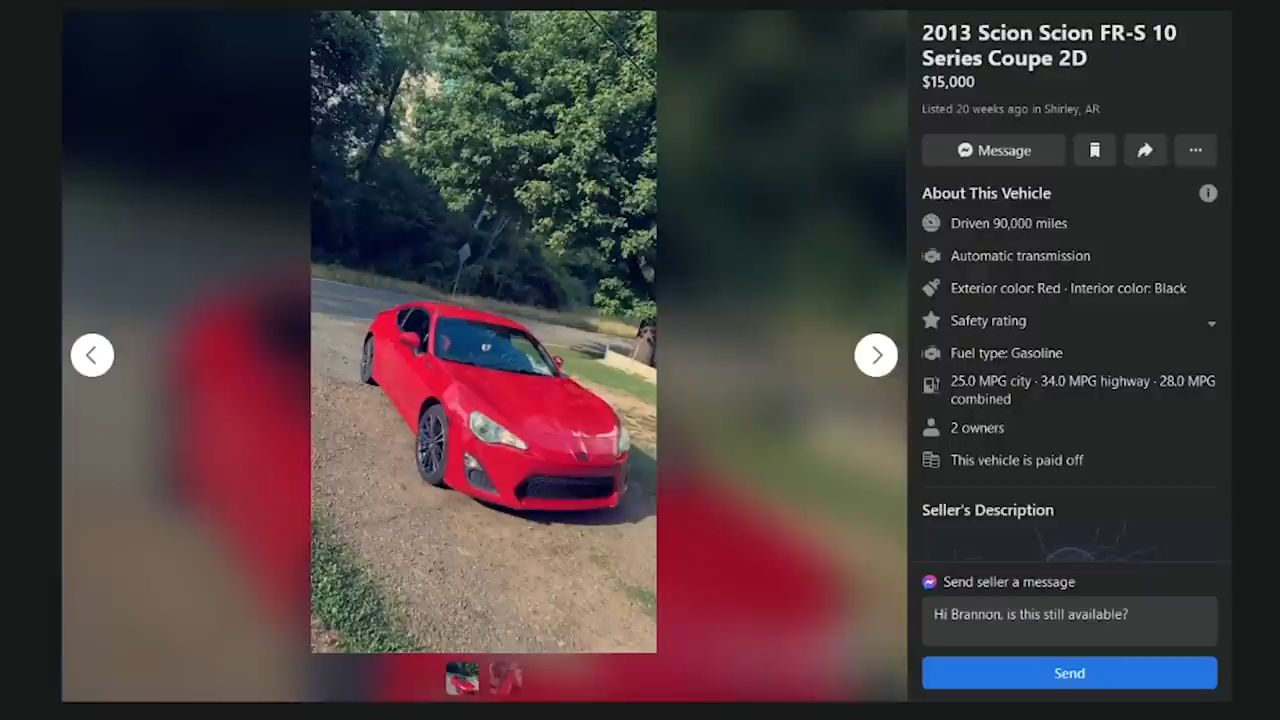 2013 Scion Scion FR-S 10
Series Coupe 2D
$15,000
Listed 20 weeks ago in Shirley, AR
Message
About This Vehicle
Driven 90,000 miles
Automatic transmission
Exterior color: Red · Interior color: Black
Safety rating
Fuel type: Gasoline
25.0 MPG city · 34.0 MPG highway · 28.0 MPG
combined
2 owners
This vehicle is paid off
Seller's Description
Send seller a message
Hi Brannon, is this still available?
Send